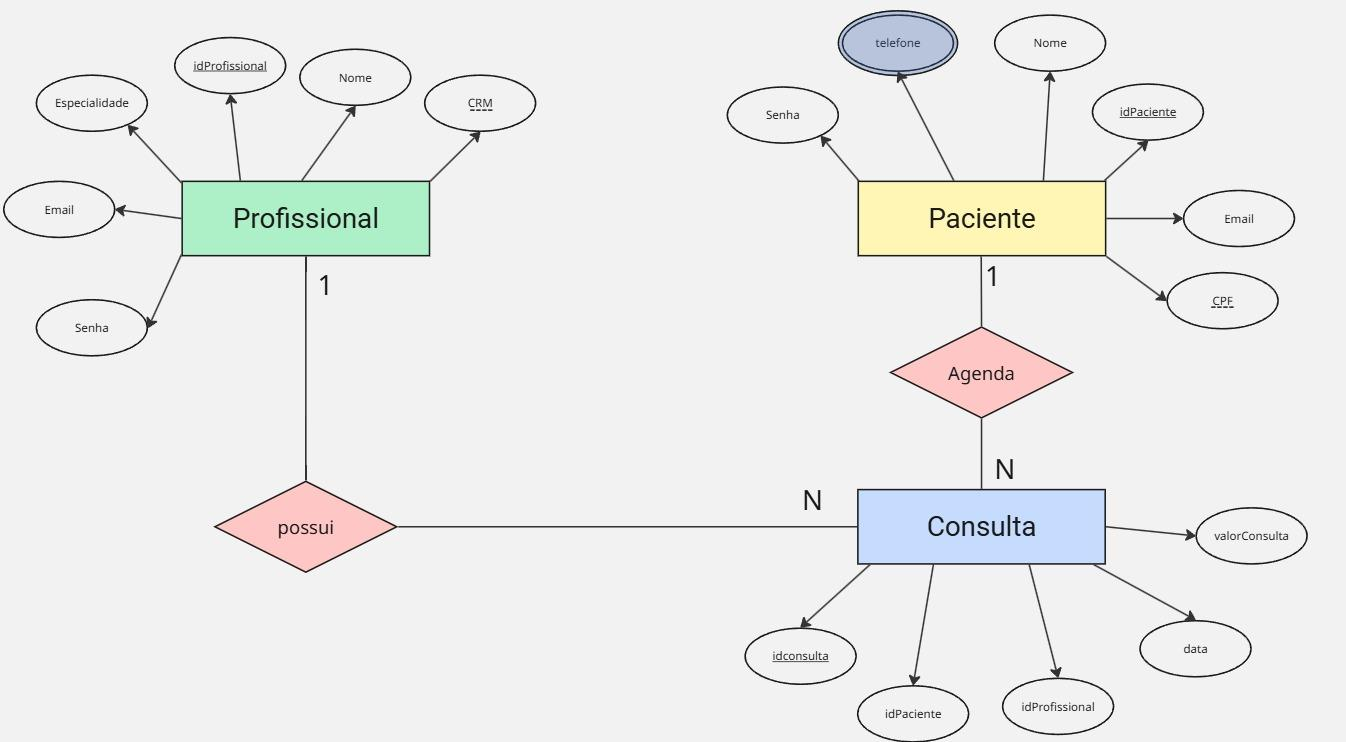 telefone
Nome
idProfissional
Nome
Especialidade
CRM
Senha
idPaciente
Email
Profissional
Paciente
Email
1
1
CPF
Senha
Agenda
N
N
possui
Consulta
valorConsulta
idconsulta
data
idPaciente
idProfissional